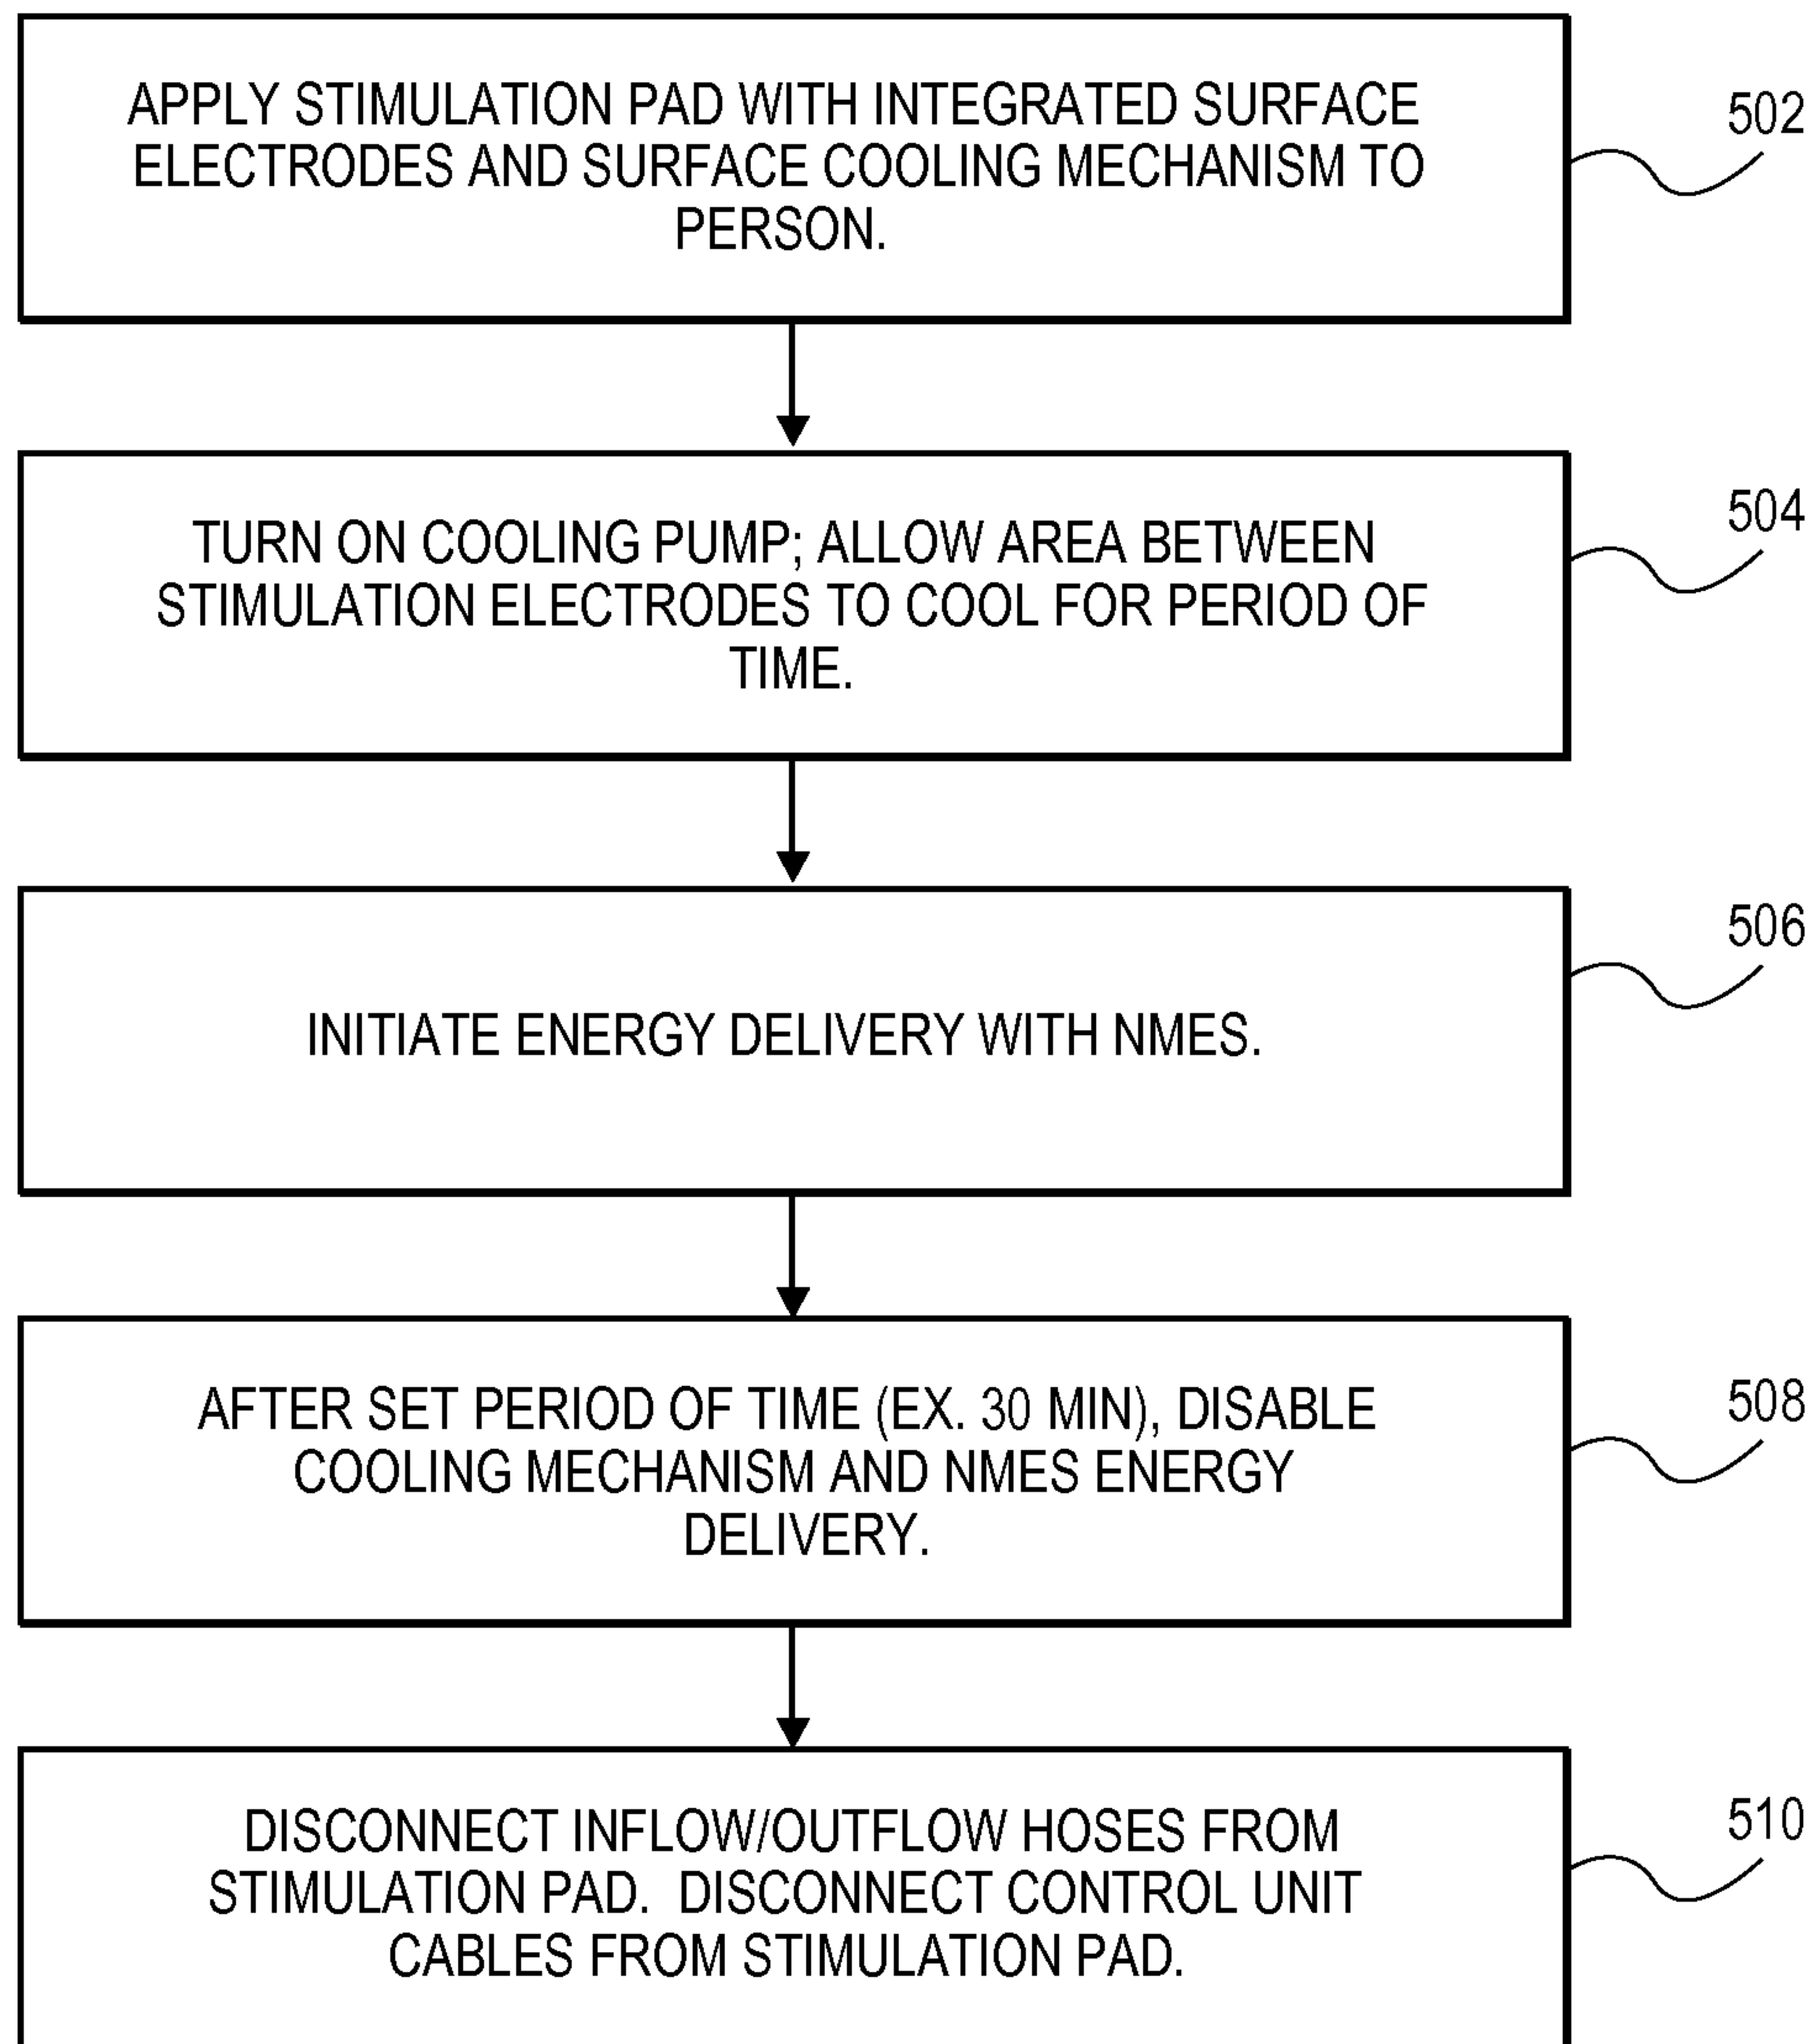 APPLY STIMULATION PAD WITH INTEGRATED SURFACE
ELECTRODES AND SURFACE COOLING MECHANISM TO
PERSON.
502
TURN ON COOLING PUMP; ALLOW AREA BETWEEN
STIMULATION ELECTRODES TO COOL FOR PERIOD OF
TIME.
504
INITIATE ENERGY DELIVERY WITH NMES.
506
AFTER SET PERIOD OF TIME (EX. 30 MIN), DISABLE
COOLING MECHANISM AND NMES ENERGY
DELIVERY.
508
DISCONNECT INFLOW/OUTFLOW HOSES FROM
STIMULATION PAD. DISCONNECT CONTROL UNIT
CABLES FROM STIMULATION PAD.
510